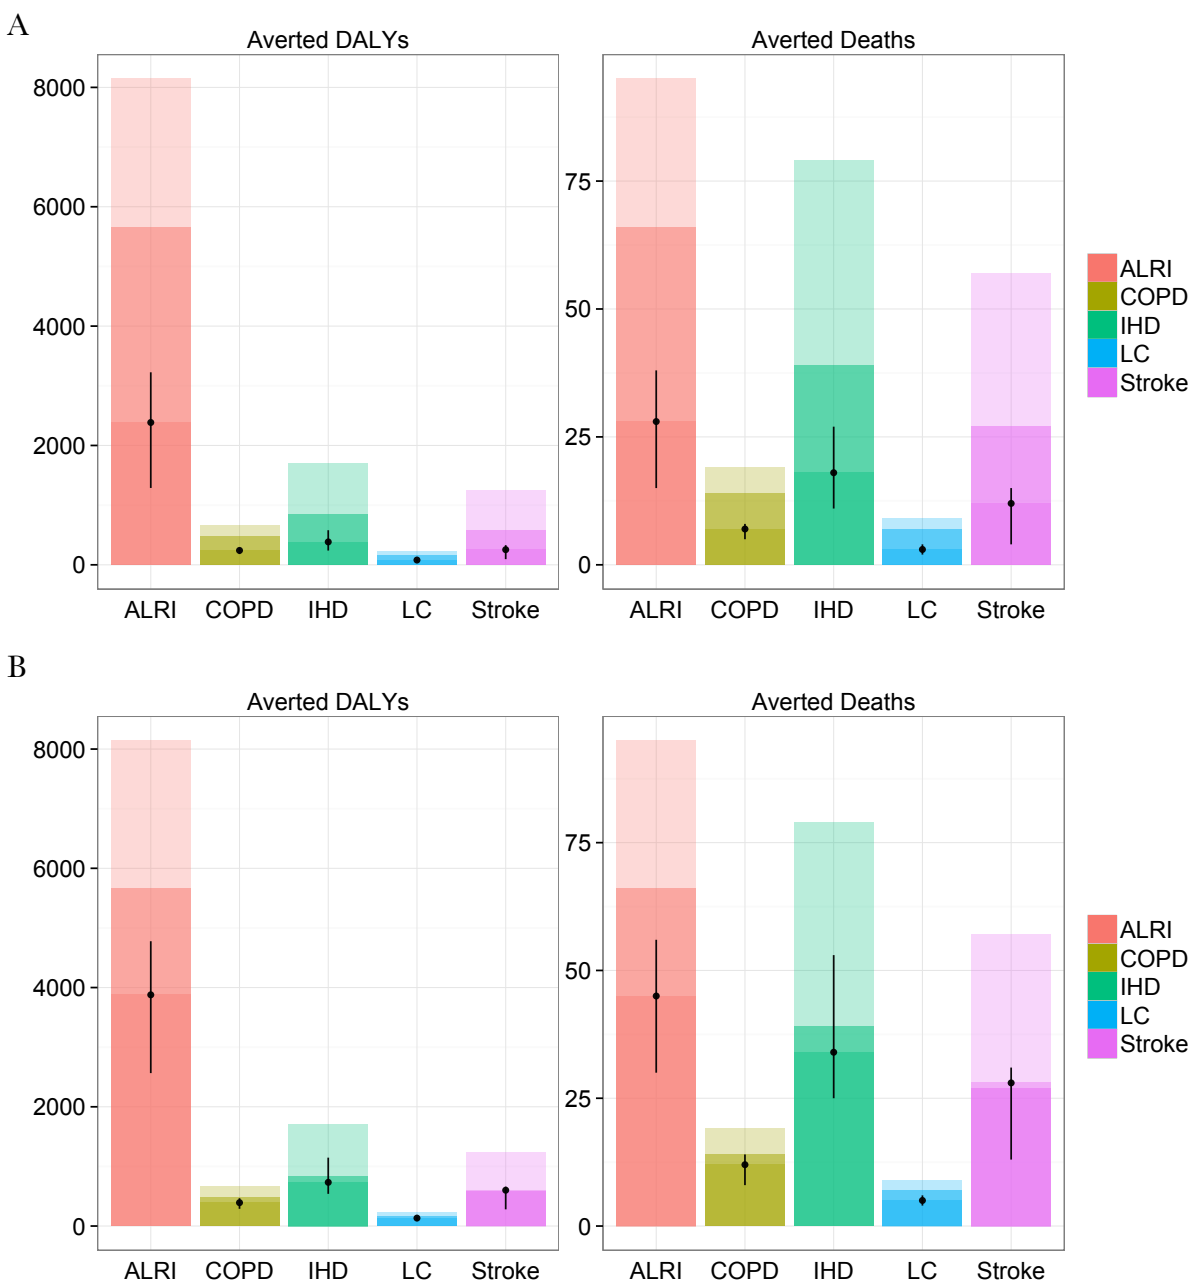 A
Averted DALYs
Averted Deaths
8000
6000
4000
2000
0
75
50
25
0
ALRI COPD IHD LC Stroke
ALRI COPD IHD LC Stroke
ALRI
COPD
IHD
LC
Stroke
B
Averted DALYs
Averted Deaths
8000
6000
4000
2000
0
75
50
25
0
ALRI COPD IHD LC Stroke
ALRI COPD IHD LC Stroke
ALRI
COPD
IHD
LC
Stroke